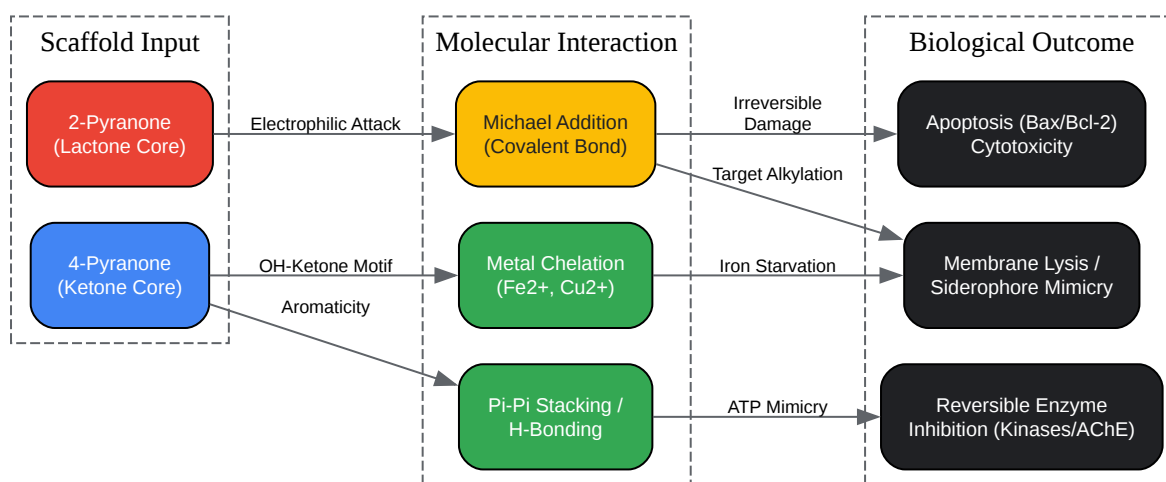 Scaffold Input
Molecular Interaction
Biological Outcome
2-Pyranone
(Lactone Core)
Electrophilic Attack
Michael Addition
(Covalent Bond)
Irreversible
Damage
Apoptosis (Bax/Bcl-2)
Cytotoxicity
Target Alkylation
4-Pyranone
(Ketone Core)
OH-Ketone Motif
Metal Chelation
(Fe2+, Cu2+)
Iron Starvation
Membrane Lysis /
Siderophore Mimicry
Aromaticity
Pi-Pi Stacking /
H-Bonding
ATP Mimicry
Reversible Enzyme
Inhibition (Kinases/AChE)